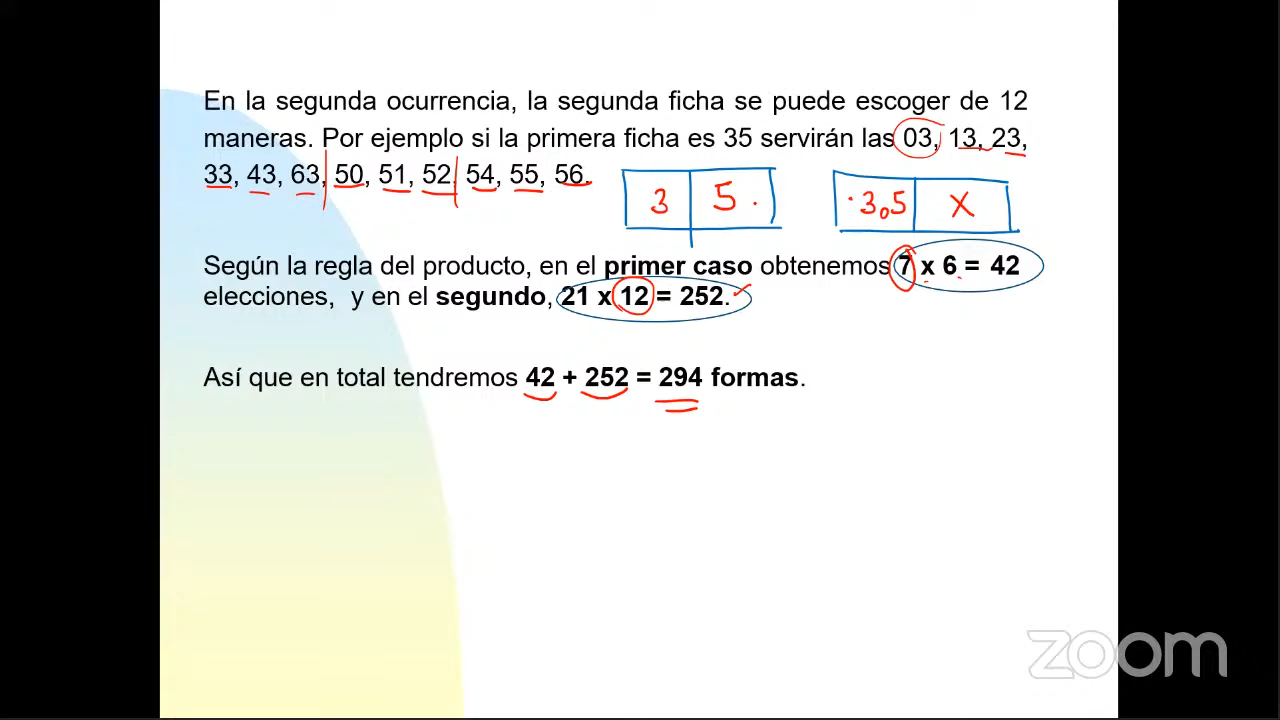 En la segunda ocurrencia, la segunda ficha se puede escoger de 12
maneras. Por ejemplo si la primera ficha es 35 servirán las 03, 13, 23,
33, 43, 63, 50, 51, 52, 54, 55, 56.
3 5 . · 3 o 5 X
Según la regla del producto, en el primer caso obtenemos 7 x 6 = 42
elecciones, y en el segundo, 21 x 12 = 252.
Así que en total tendremos 42 + 252 = 294 formas.
zoom